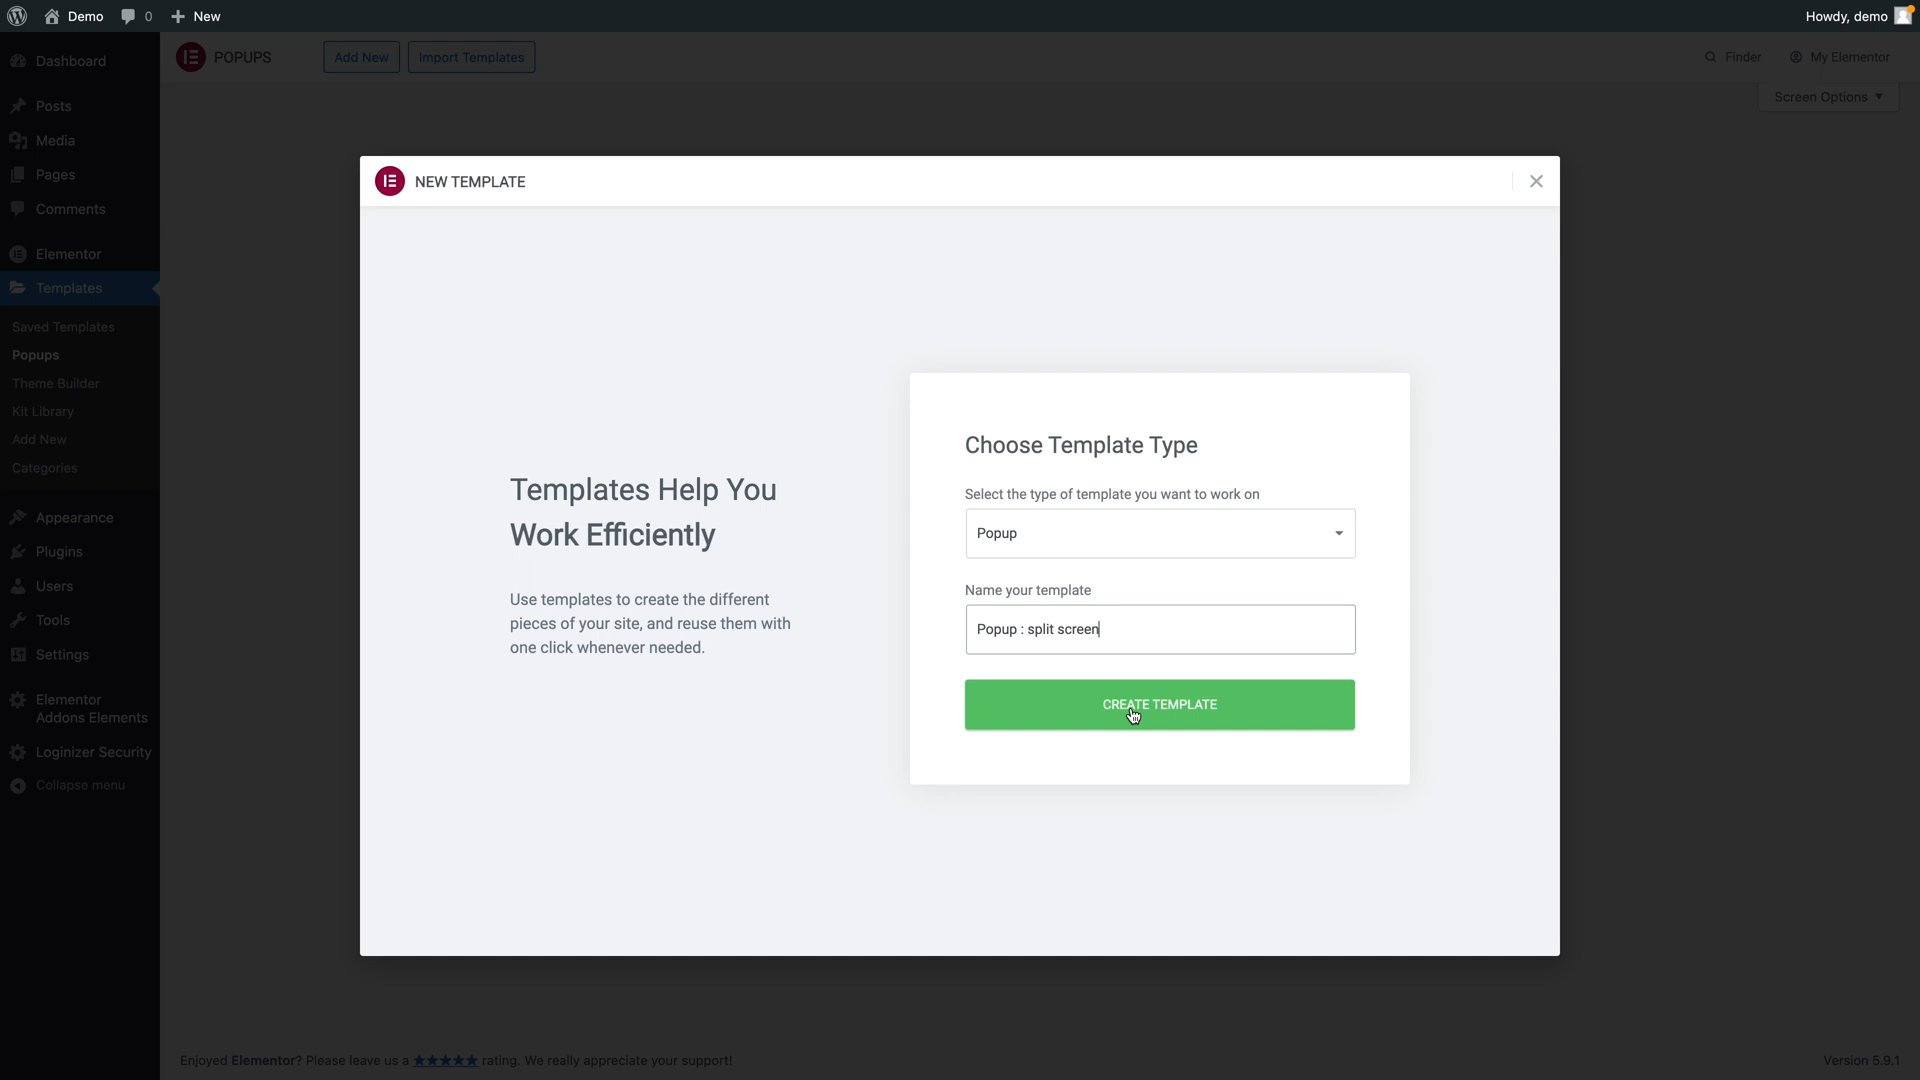 Demo
0
New
Howdy, demo
Dashboard
Posts
Media
Pages
Comments
Elementor
Templates
Saved Templates
Popups
Theme Builder
Kit Library
Add New
Categories
Appearance
Plugins
Users
Tools
Settings
Elementor
Addons Elements
Loginizer Security
Collapse menu
POPUPS
Add New
Import Templates
Finder
My Elementor
Screen Options
NEW TEMPLATE
Templates Help You
Work Efficiently
Use templates to create the different
pieces of your site, and reuse them with
one click whenever needed.
Choose Template Type
Select the type of template you want to work on
Popup
Name your template
Popup : split screen
CREATE TEMPLATE
Enjoyed Elementor? Please leave us a ★★★★★ rating. We really appreciate your support!
Version 5.9.1